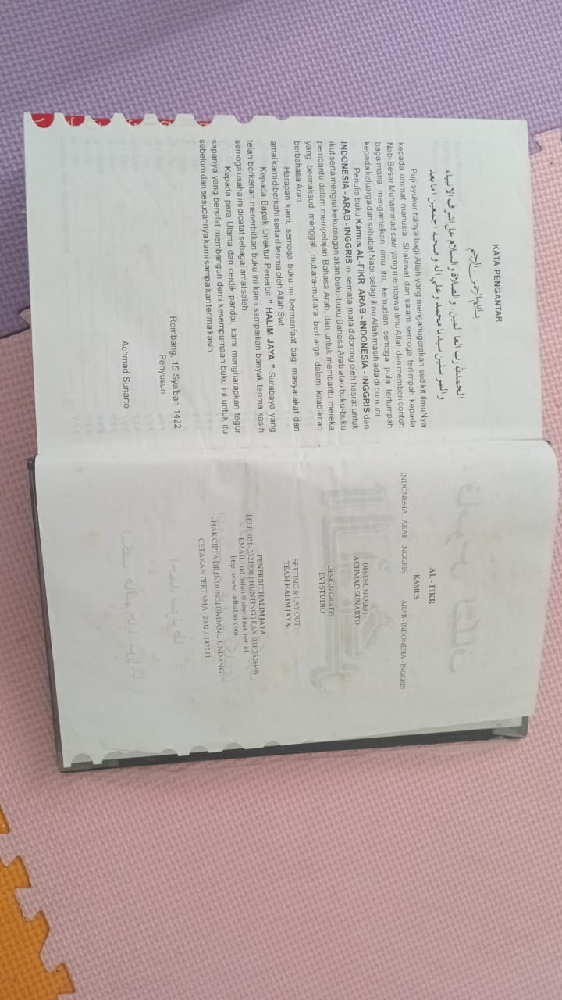 KATA PENGANTAR
بسم الله الرحمن الرحيم
الحمد لله رب العالمين، والصلاة والسلام على اشرف الانبياء
والمرسلين سيدنا محمد وعلى اله وصحبه اجمعين اما بعد
Puji syukur hanya bagi Allah yang menganugerakan sedikit ilmuNya
kepada ummat manusia. Shalawat dan salam semoga terlimpah kepada
Nabi Besar Muhammad saw. yang membawa ilmu Allah dan memberi contoh
bagaimana mengamalkan ilmu itu, kemudian semoga pula tertumpah
kepada keluarga dan sahabat Nabi, selagi ilmu Allah masih ada di bumi ini
Penulis buku Kamus AL-FIKR ARAB - INDONESIA - INGGRIS dan
INDONESIA - ARAB - INGGRIS ini semata-mata didorong oleh hasrat untuk
ikut serta mengisi kekurangan akan buku-buku Bahasa Arab atau buku-buku
pembantu dalam mempelajari Bahasa Arab, dan untuk membantu mereka
yang bermaksud menggali mutiara-mutiara berharga dalam kitab-kitab
berbahasa Arab
Harapan kami, semoga buku ini bermanfaat bagi masyarakat dan
amal kami diberkahi serta diterima oleh Allah Swt
Kepada Bapak Direktur Penerbit " HALIM JAYA " Surabaya yang
telah berkenan menerbitkan buku ini kami sampaikan banyak terima kasih
semoga usaha ini dicatat sebagai amal saleh
Kepada para Ulama dan cerdik pandai, kami mengharapkan tegur
sapanya yang bersifat membangun demi kesempurnaan buku ini untuk itu
sebelum dan sesudahnya kami sampaikan terima kasih.
Rembang, 15 Sya'ban 1422
Penyusun
Achmad Sunarto
AL - FIKR
KAMUS
INDONESIA - ARAB - INGGRIS ARAB - INDONESIA - INGGRIS
DI SUSUN OLEH
ACHMAD SUNARTO
DESIGN GRAFIS
EVI STUDIO
SETTING & LAY OUT :
TEAM HALIM JAYA.
PENERBIT HALIM JAYA.
TELP. (031- 3521930 ( HUNTING ) FAX. 031-3526698
EMAIL : ud halim @ sby/d net. net. id
http : www. udhalim. com
- HAK CIPTA DILINDUNGI UNDANG-UNDANG -
CETAKAN PERTAMA : 2002 / 1422 H